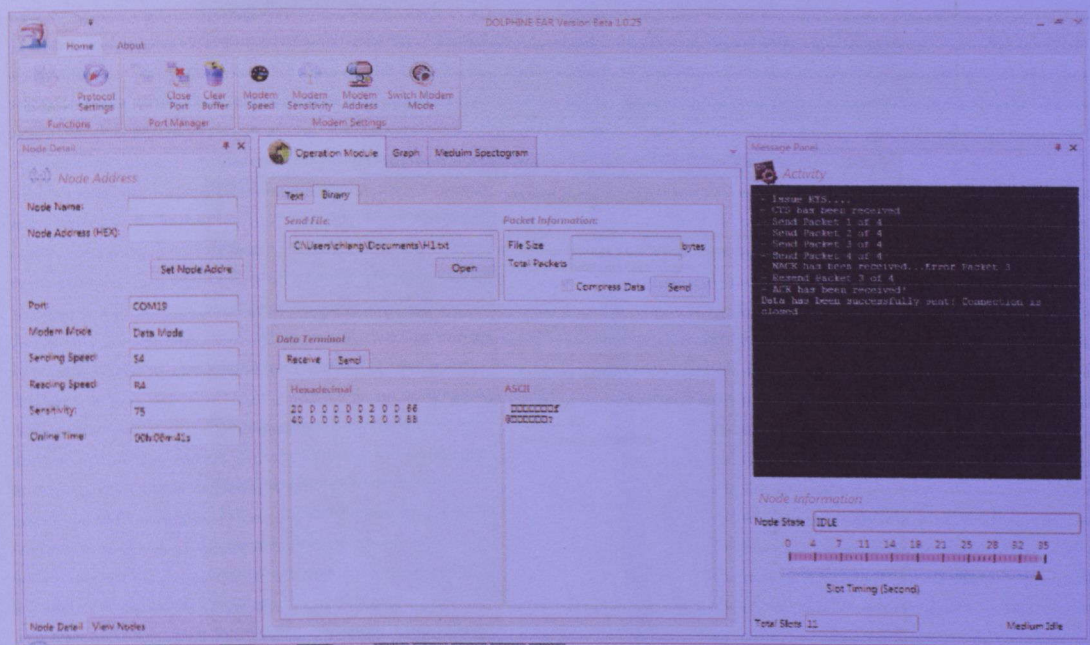 DOLPHINE EAR Version Beta 1.0.25
Home About
Protocol Settings
Close Port
Clear Buffer
Modem Speed
Modem Sensitivity
Modem Address
Switch Modem Mode
Functions
Port Manager
Modem Settings
Node Detail
Node Address
Node Name:
Node Address (HEX):
Set Node Addre
Port: COM19
Modem Mode Data Mode
Sending Speed: S4
Reading Speed: R4
Sensitivity: 75
Online Time: 00h:08m:41s
Node Detail View Nodes
Operation Module Graph Meduim Spectogram
Text Binary
Send File:
C:\Users\chiang\Documents\H1.txt
Open
Packet Information:
File Size bytes
Total Packets
Compress Data Send
Data Terminal
Receive Send
Hexadecimal ASCII
20 0 0 0 0 0 2 0 0 66
40 0 0 0 0 3 2 0 0
Message Panel
Activity
- Issue RTS....
- CTS has been received
- Send Packet 1 of 4
- Send Packet 2 of 4
- Send Packet 3 of 4
- Send Packet 4 of 4
- NACK has been received...Error Packet 3
- Resend Packet 3 of 4
- ACK has been received!
Data has been successfully sent! Connection is
closed
Node Information
Node State IDLE
0 4 7 11 14 18 21 25 28 32 35
Slot Timing (Second)
Total Slots 11
Medium Idle